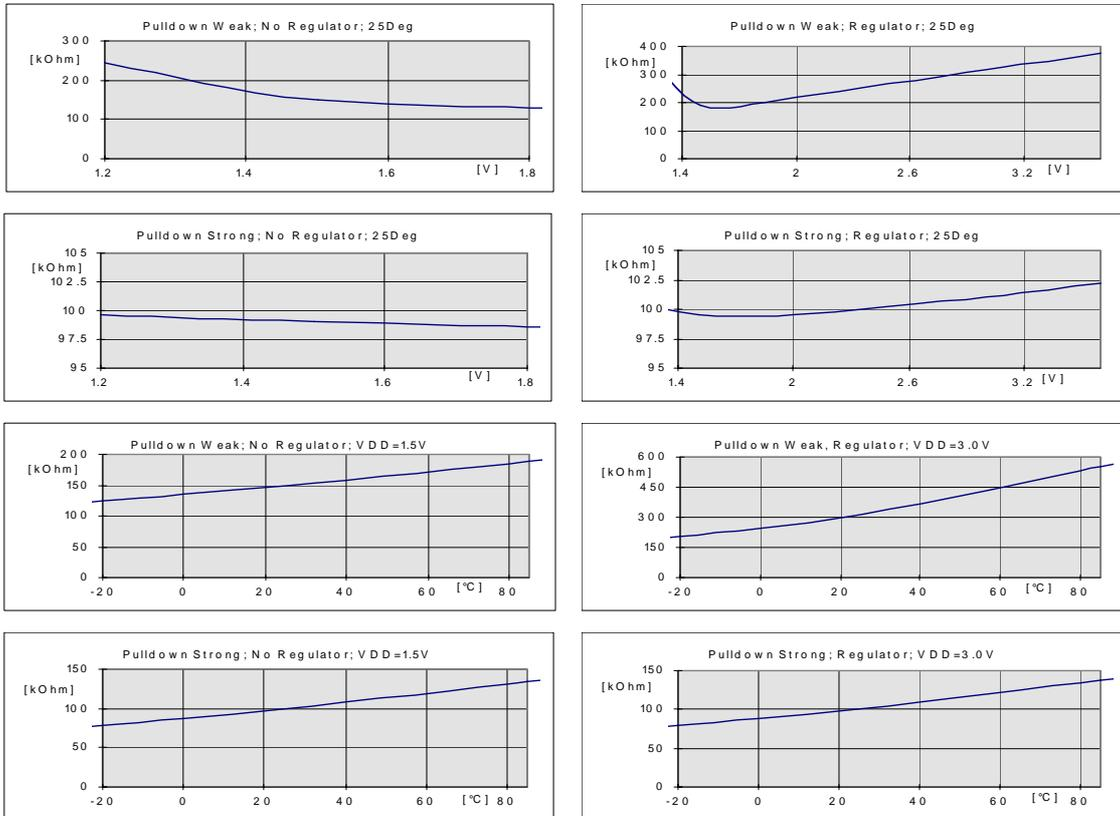 Pulldown Weak; No Regulator; 25Deg
300
[kOhm]
200
100
0
1.2 1.4 1.6 [V] 1.8
Pulldown Weak; Regulator; 25Deg
400
[kOhm]
300
200
100
0
1.4 2 2.6 3.2 [V]
Pulldown Strong; No Regulator; 25Deg
105
[kOhm]
102.5
100
97.5
95
1.2 1.4 1.6 [V] 1.8
Pulldown Strong; Regulator; 25Deg
105
[kOhm]
102.5
100
97.5
95
1.4 2 2.6 3.2 [V]
Pulldown Weak; No Regulator; VDD=1.5V
200
[kOhm]
150
100
50
0
-20 0 20 40 60 [°C] 80
Pulldown Weak, Regulator; VDD=3.0V
600
[kOhm]
450
300
150
0
-20 0 20 40 60 [°C] 80
Pulldown Strong; No Regulator; VDD=1.5V
150
[kOhm]
100
50
0
-20 0 20 40 60 [°C] 80
Pulldown Strong; Regulator; VDD=3.0V
150
[kOhm]
100
50
0
-20 0 20 40 60 [°C] 80